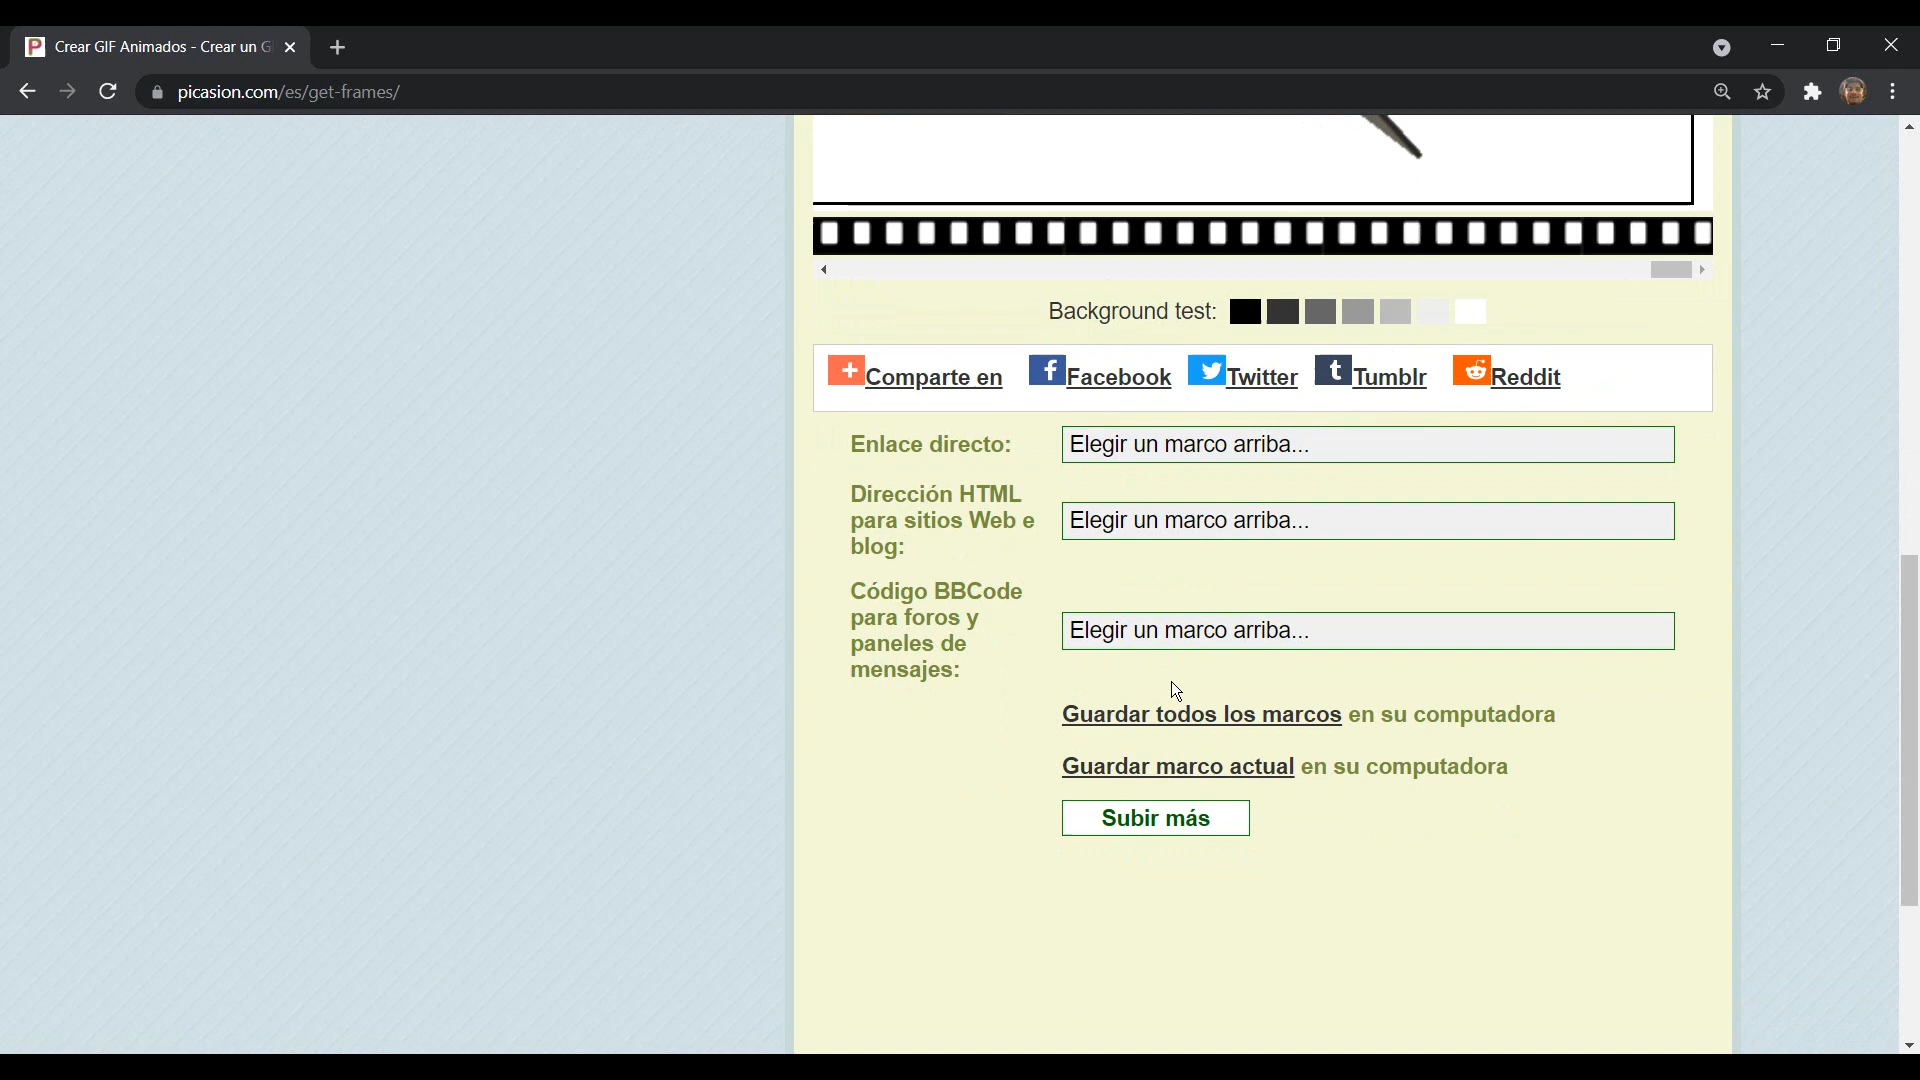 Crear GIF Animados - Crear un G
picasion.com/es/get-frames/
Background test:
Comparte en Facebook Twitter Tumblr Reddit
Enlace directo: Elegir un marco arriba...
Dirección HTML
para sitios Web e
blog:
Elegir un marco arriba...
Código BBCode
para foros y
paneles de
mensajes:
Elegir un marco arriba...
Guardar todos los marcos en su computadora
Guardar marco actual en su computadora
Subir más